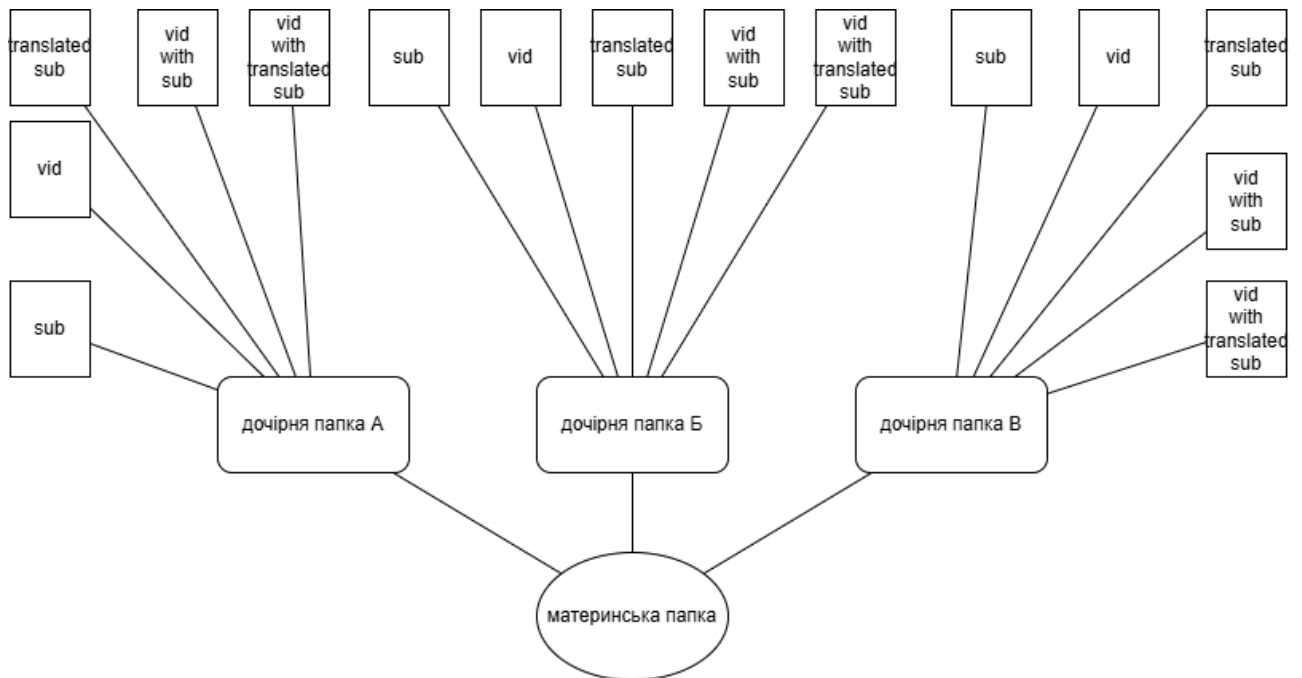 translated
sub
vid
with
sub
vid
with
translated
sub
sub
vid
translated
sub
vid
with
sub
vid
with
translated
sub
sub
vid
translated
sub
vid
vid
with
sub
sub
vid
with
translated
sub
дочірня папка А
дочірня папка Б
дочірня папка В
материнська папка